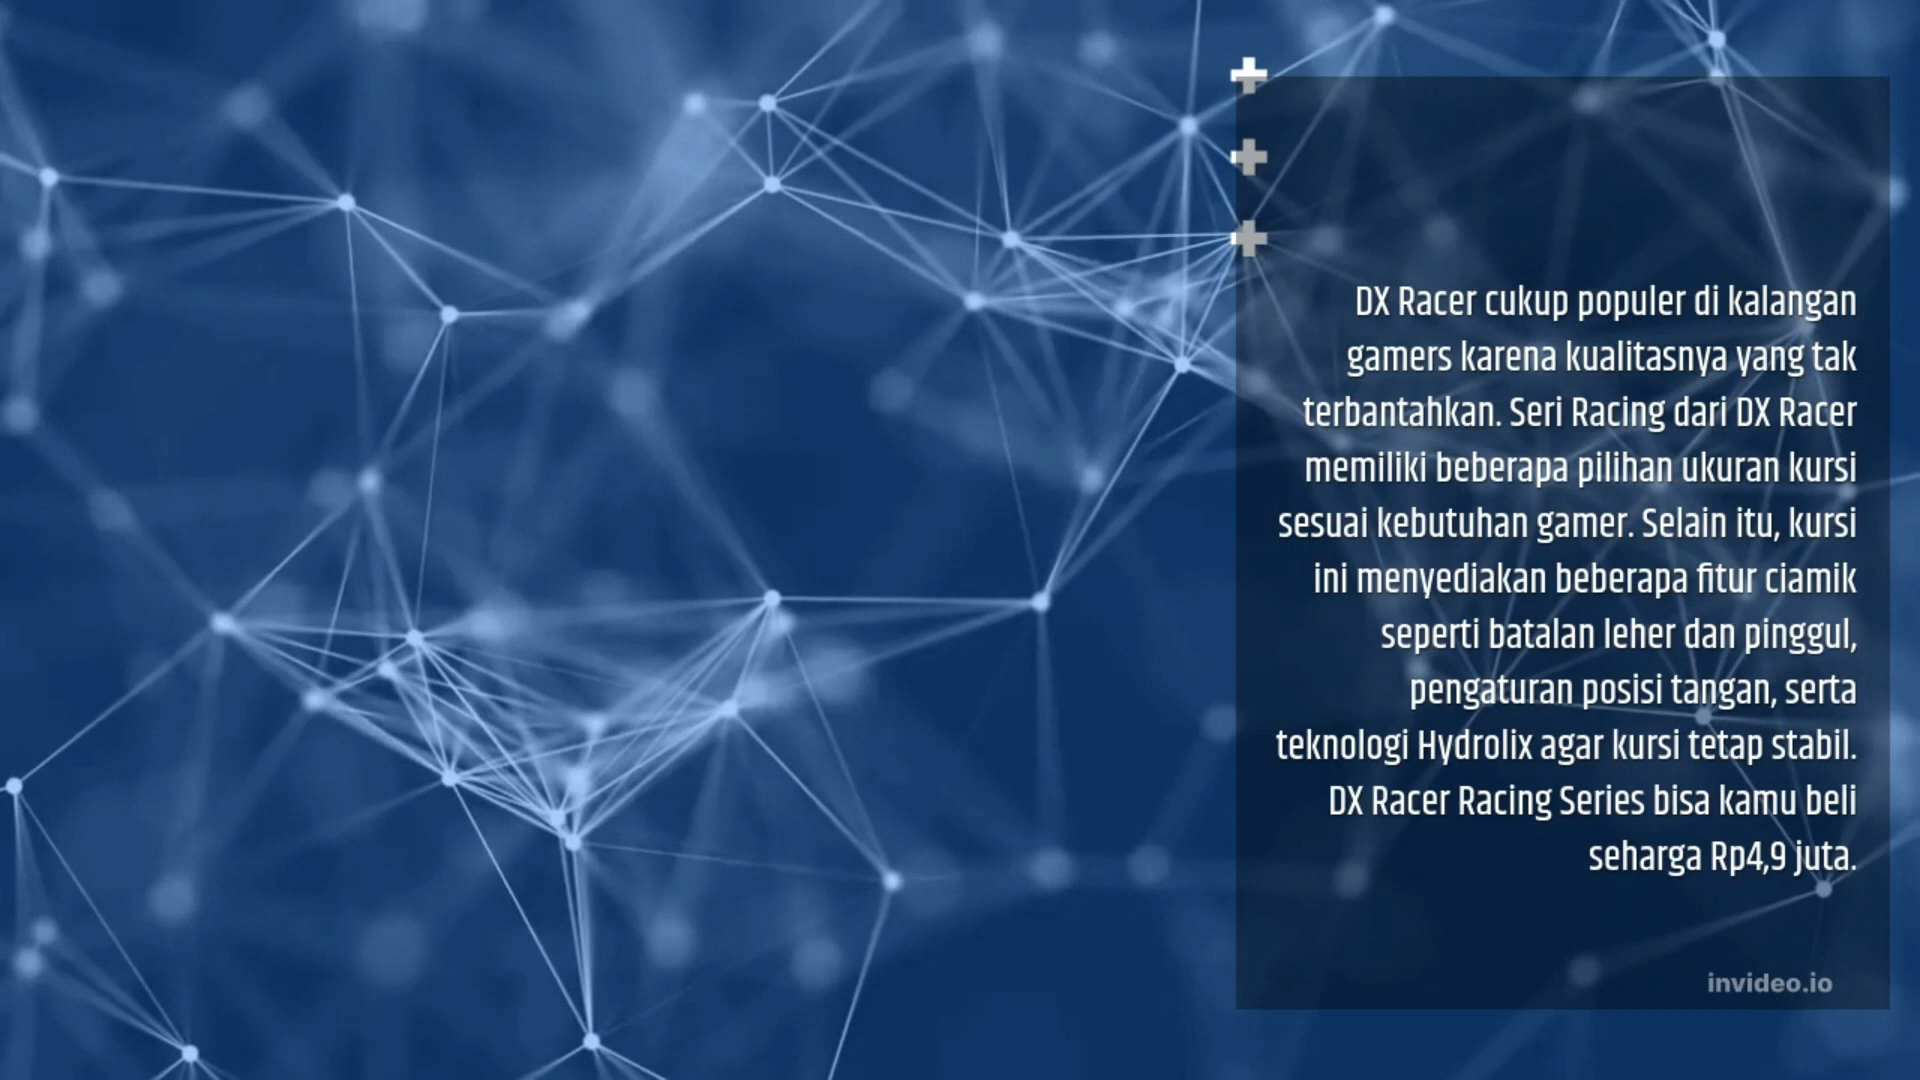 DX Racer cukup populer di kalangan
gamers karena kualitasnya yang tak
terbantahkan. Seri Racing dari DX Racer
memiliki beberapa pilihan ukuran kursi
sesuai kebutuhan gamer. Selain itu, kursi
ini menyediakan beberapa fitur ciamik
seperti batalan leher dan pinggul,
pengaturan posisi tangan, serta
teknologi Hydrolix agar kursi tetap stabil.
DX Racer Racing Series bisa kamu beli
seharga Rp4,9 juta.
invideo.io